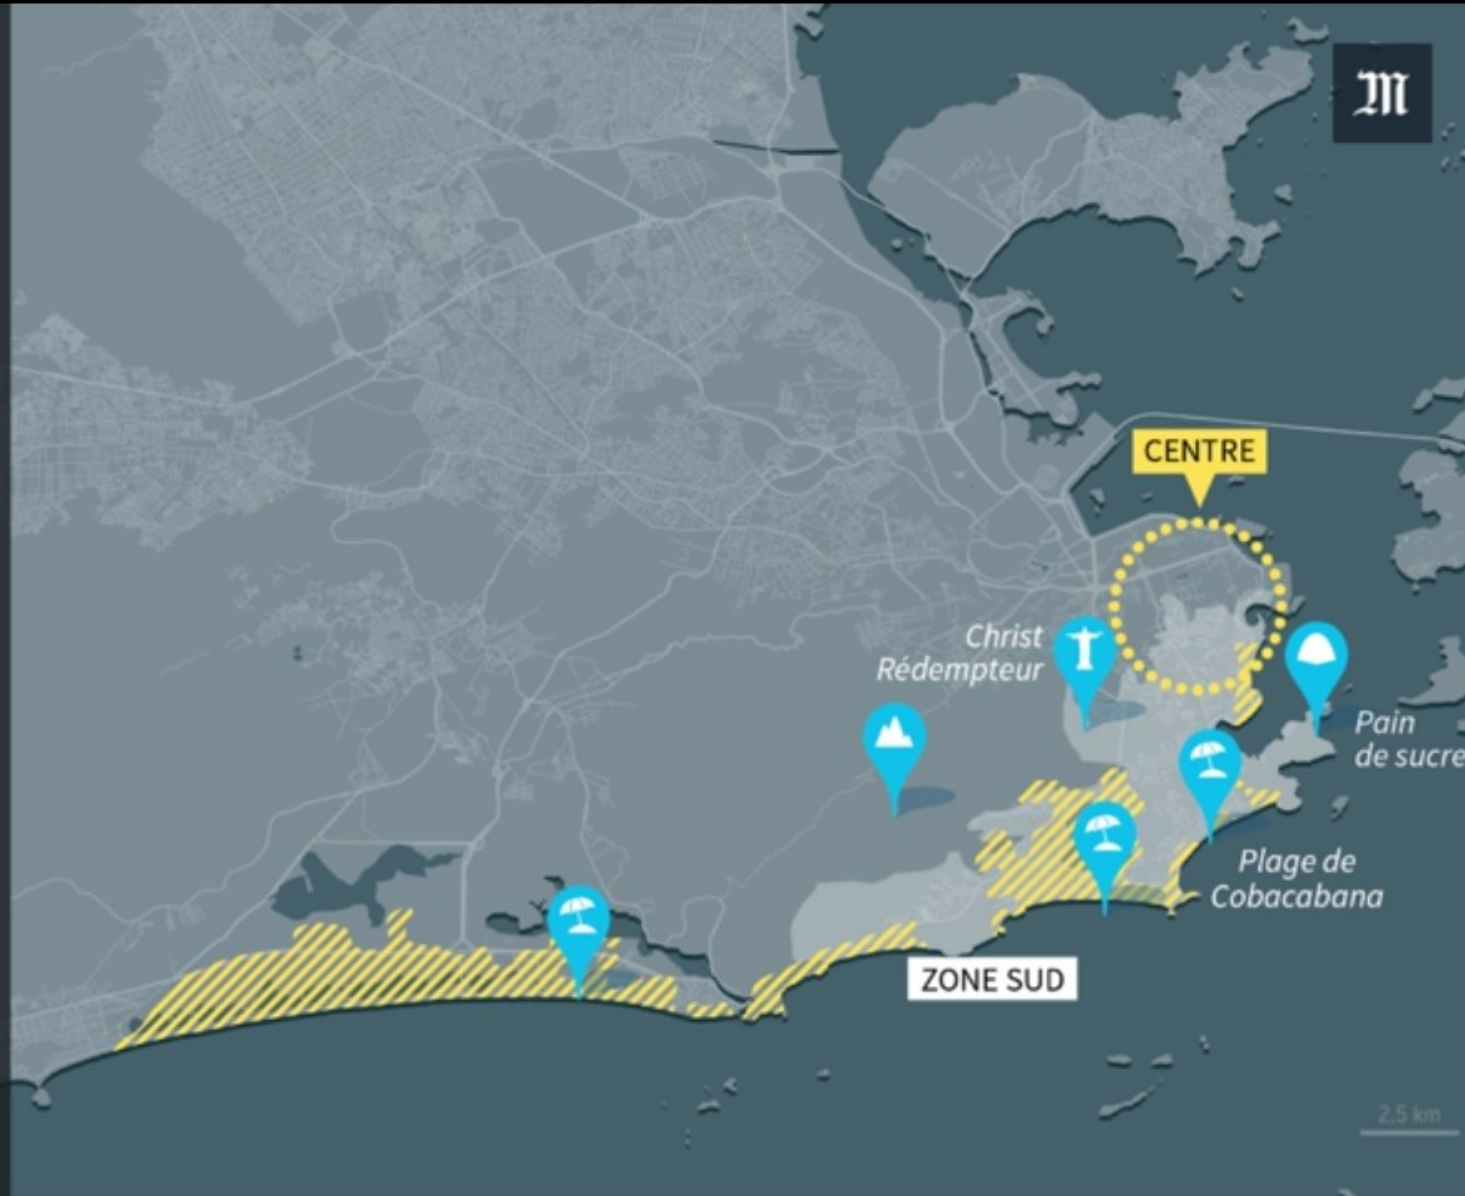 M
CENTRE
Christ
Rédempteur
Pain
de sucre
Plage de
Cobacabana
ZONE SUD
2,5 km